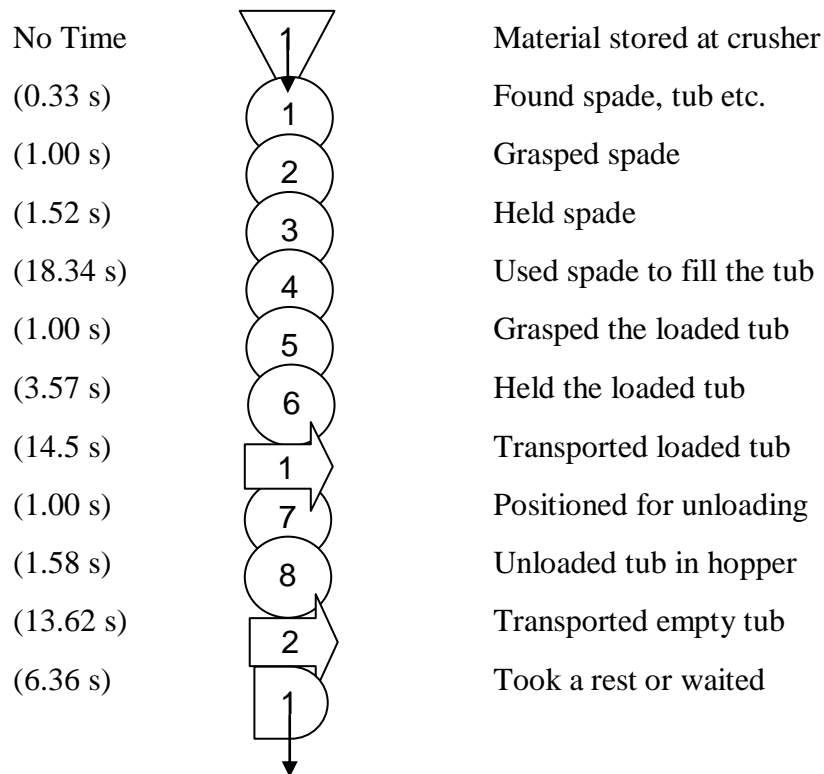 No Time 1 Material stored at crusher
(0.33 s) 1 Found spade, tub etc.
(1.00 s) 2 Grasped spade
(1.52 s) 3 Held spade
(18.34 s) 4 Used spade to fill the tub
(1.00 s) 5 Grasped the loaded tub
(3.57 s) 6 Held the loaded tub
(14.5 s) 1 Transported loaded tub
(1.00 s) 7 Positioned for unloading
(1.58 s) 8 Unloaded tub in hopper
(13.62 s) 2 Transported empty tub
(6.36 s) 1 Took a rest or waited